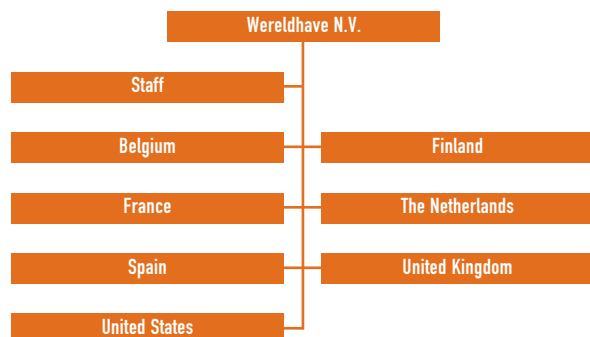 Wereldhave N.V.
Staff
Belgium
Finland
France
The Netherlands
Spain
United Kingdom
United States